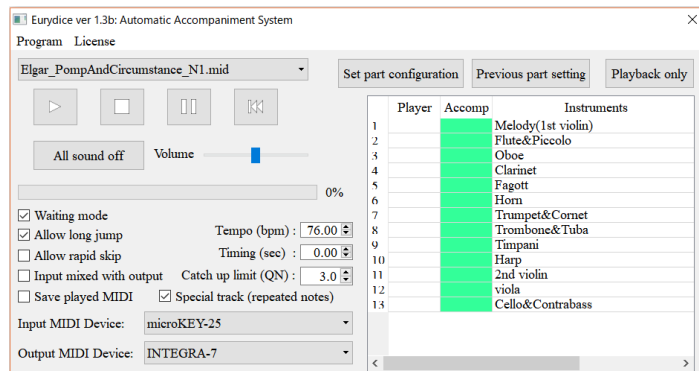 Eurydice ver 1.3b: Automatic Accompaniment System
Program License
Elgar_PompAndCircumstance_N1.mid
Set part configuration Previous part setting Playback only
All sound off Volume
0%
Waiting mode
Allow long jump
Tempo (bpm) : 76.00
Allow rapid skip
Timing (sec) : 0.00
Input mixed with output
Catch up limit (QN) : 3.0
Save played MIDI
Special track (repeated notes)
Input MIDI Device: microKEY-25
Output MIDI Device: INTEGRA-7
Player Accomp Instruments
1 Melody(1st violin)
2 Flute&Piccolo
3 Oboe
4 Clarinet
5 Fagott
6 Horn
7 Trumpet&Cornet
8 Trombone&Tuba
9 Timpani
10 Harp
11 2nd violin
12 viola
13 Cello&Contrabass